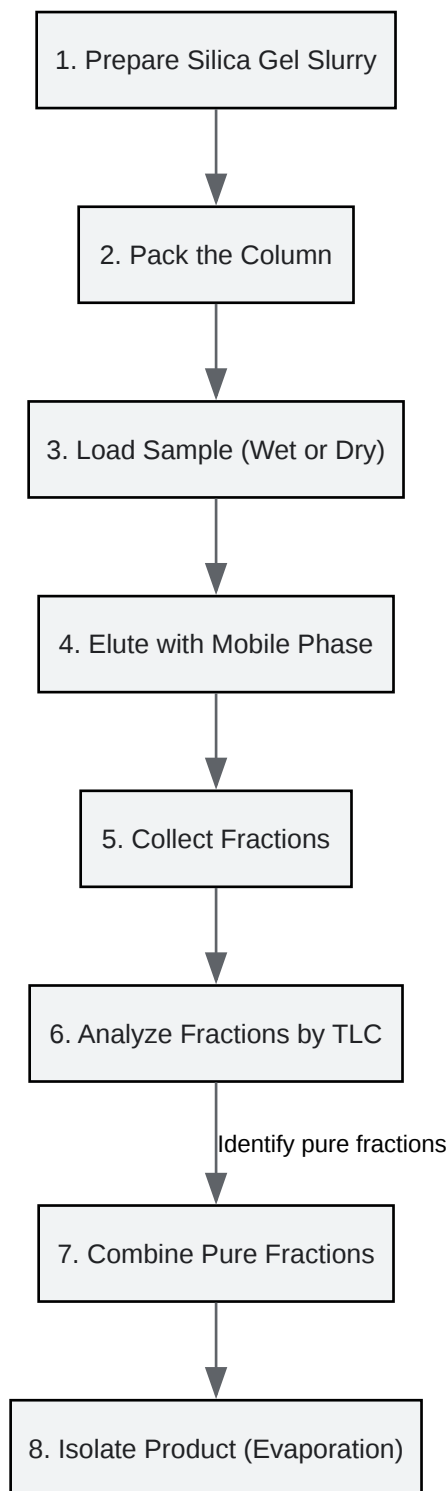 1. Prepare Silica Gel Slurry
2. Pack the Column
3. Load Sample (Wet or Dry)
4. Elute with Mobile Phase
5. Collect Fractions
6. Analyze Fractions by TLC
Identify pure fractions
7. Combine Pure Fractions
8. Isolate Product (Evaporation)